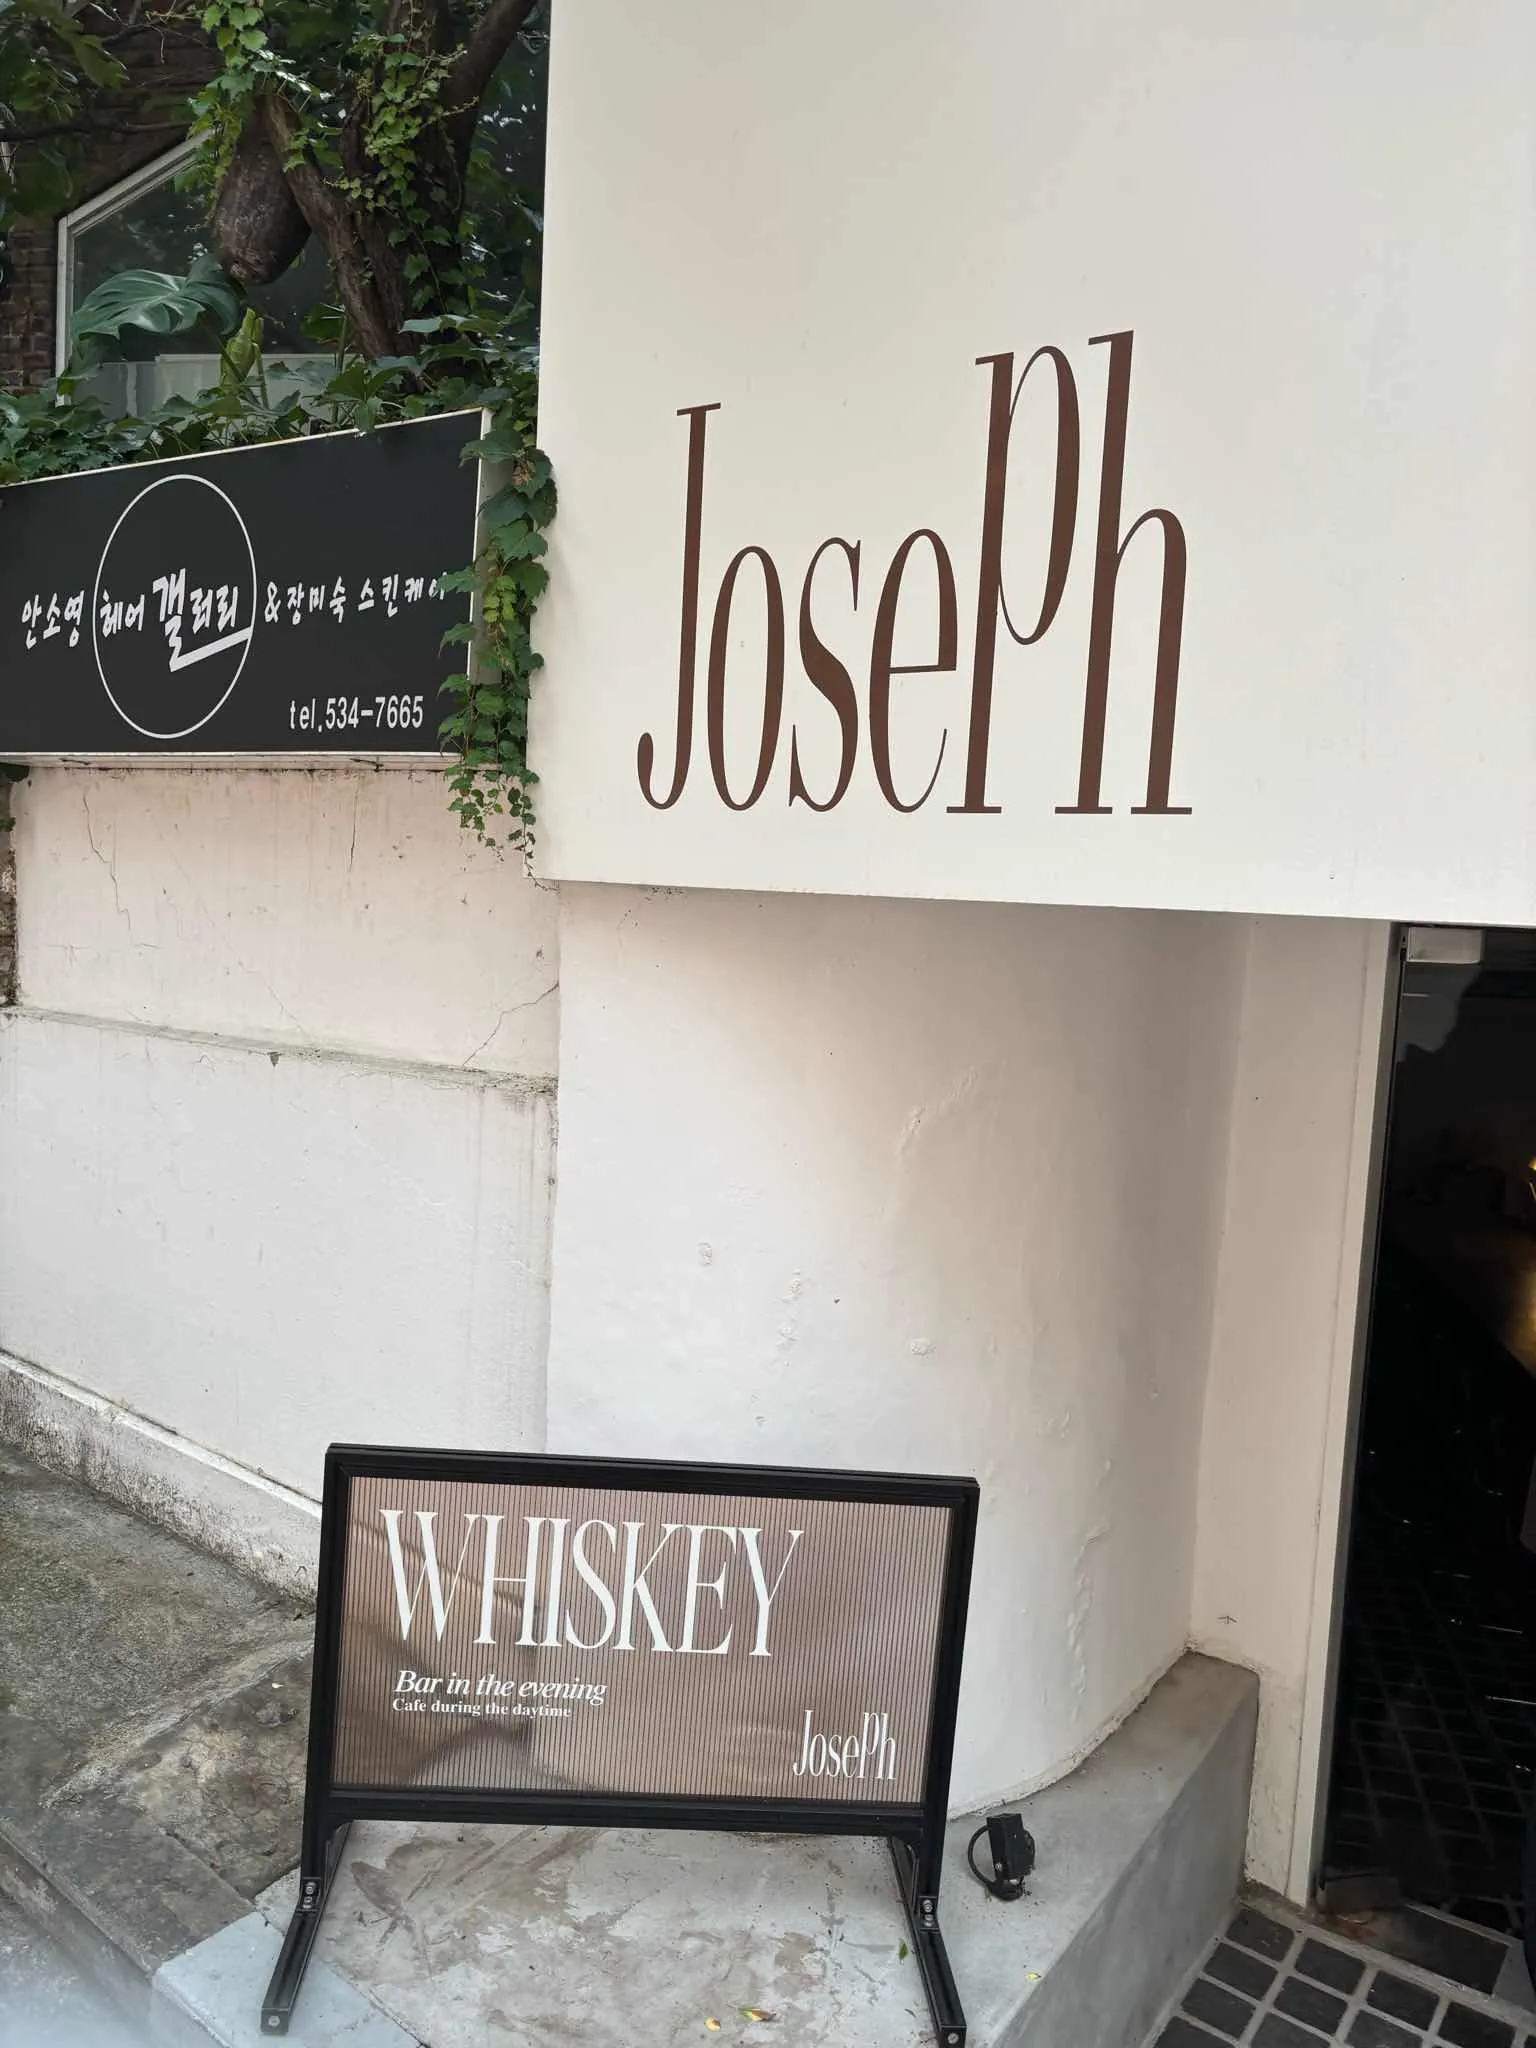 안소영 헤어 갤러리 & 장미숙 스킨케어
tel.534-7665
Joseph
WHISKEY
Bar in the evening
Cafe during the daytime
Joseph